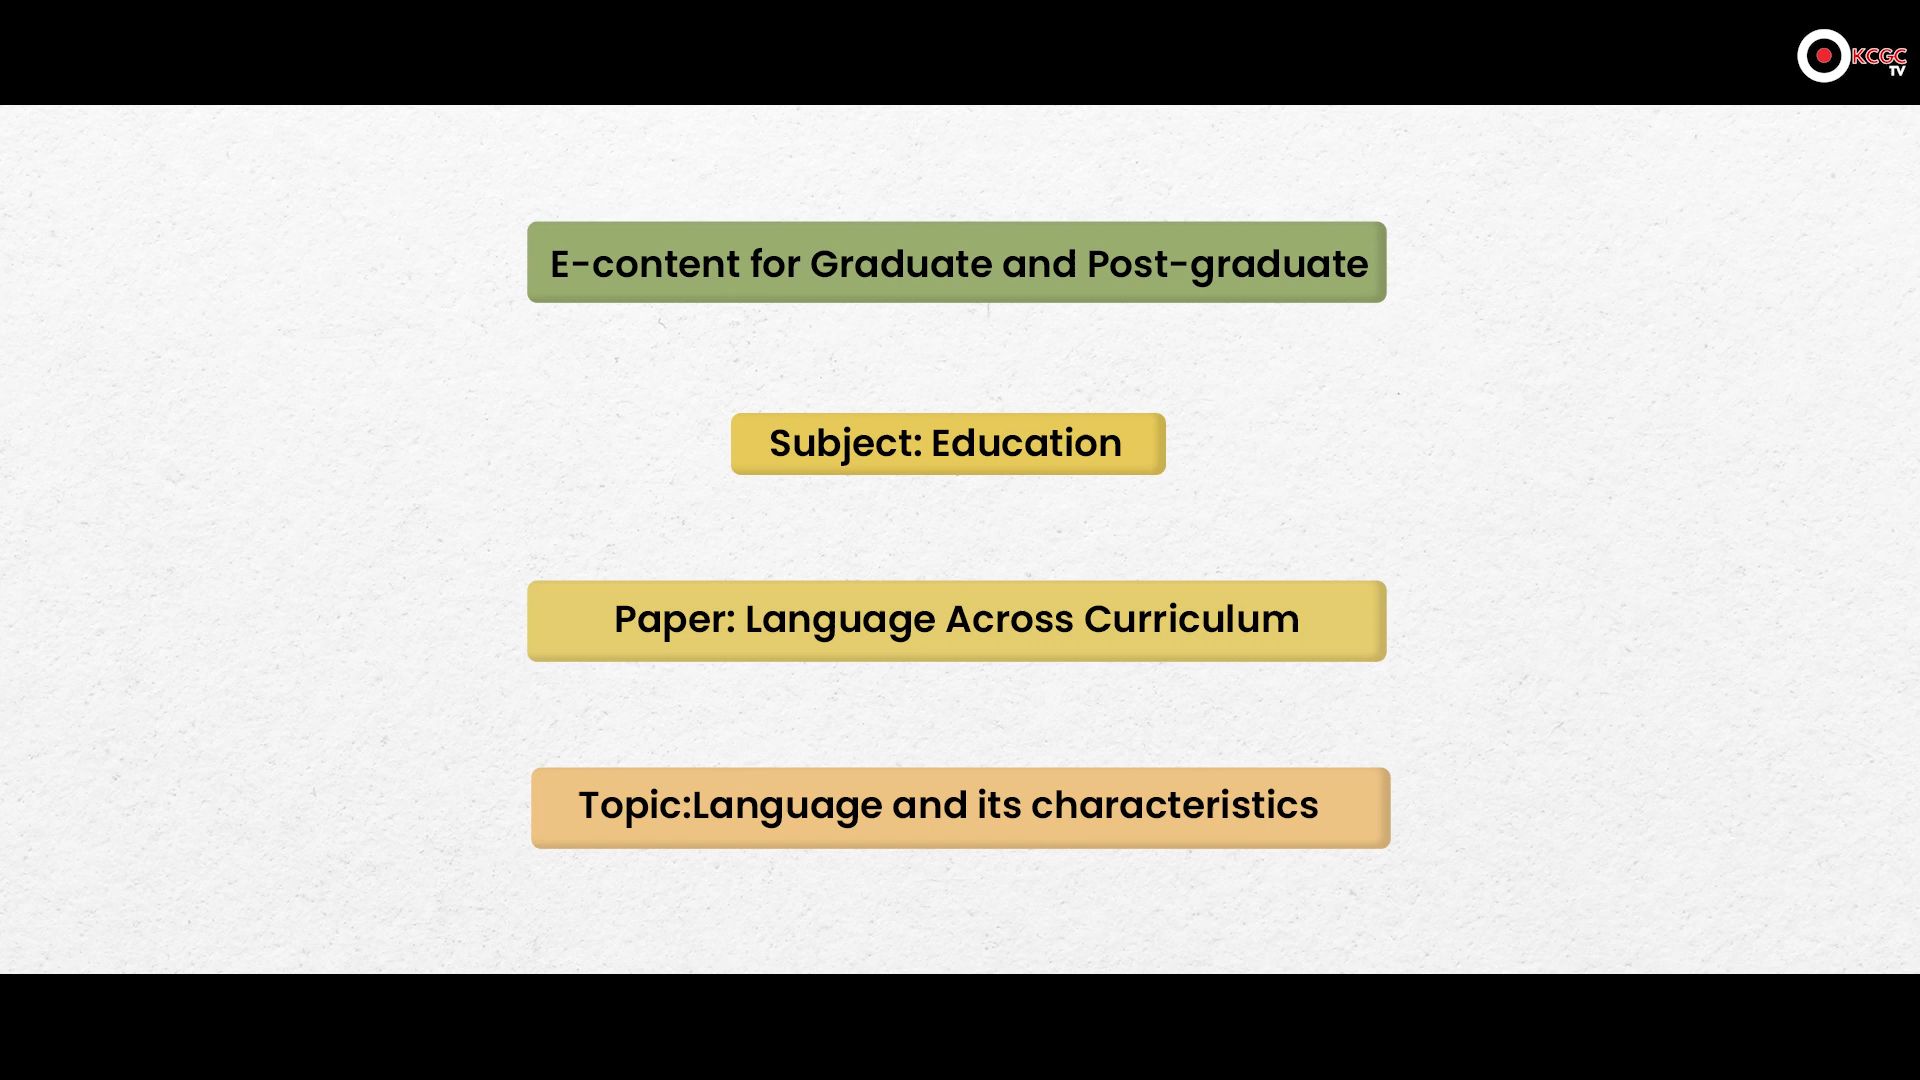 KCGC
TV
E-content for Graduate and Post-graduate
Subject: Education
Paper: Language Across Curriculum
Topic:Language and its characteristics